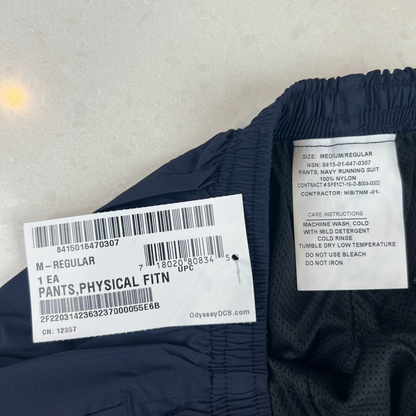 8415016470307
M-REGULAR
1 EA
7 18020 80834 5
UPC
PANTS,PHYSICAL FITN
2F2203142363237000055E6B
OdysseyDCS.com
CN: 12357
SIZE: MEDIUM/REGULAR
NSN: 8415-01-647-0307
PANTS, NAVY RUNNING SUIT
100% NYLON
CONTRACT # SPE1C1-16-D-B004-0002
CONTRACTOR: NIB/TNIM -01-
CARE INSTRUCTIONS:
MACHINE WASH, COLD
WITH MILD DETERGENT
COLD RINSE
TUMBLE DRY LOW TEMPERATURE
DO NOT USE BLEACH
DO NOT IRON